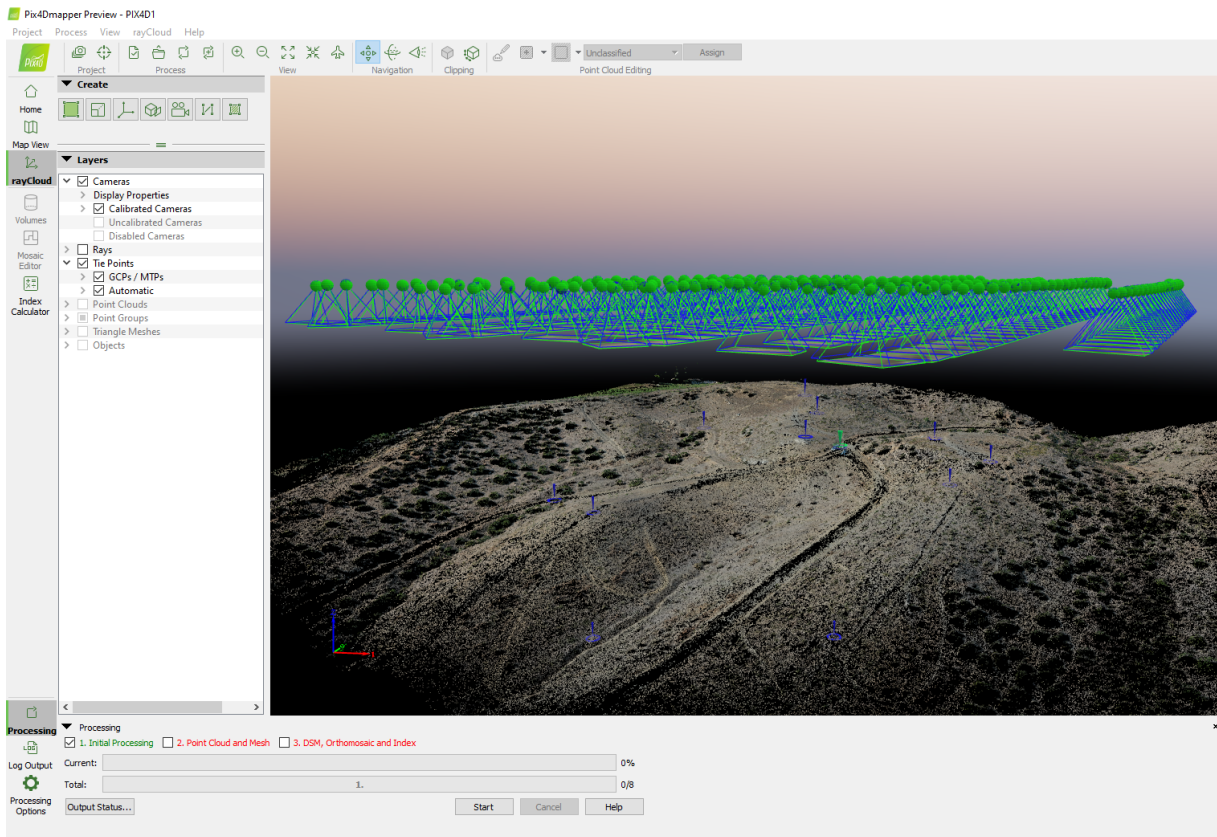 Pix4Dmapper Preview - PIX4D1
Project Process View rayCloud Help
Unclassified Assign
Project Process View Navigation Clipping Point Cloud Editing
Home
Map View
rayCloud
Volumes
Mosaic
Editor
Index
Calculator
Create
Layers
Cameras
Display Properties
Calibrated Cameras
Uncalibrated Cameras
Disabled Cameras
Rays
Tie Points
GCPs / MTPs
Automatic
Point Clouds
Point Groups
Triangle Meshes
Objects
Processing
Log Output
Processing
Options
Processing
1. Initial Processing 2. Point Cloud and Mesh 3. DSM, Orthomosaic and Index
Current: 0%
Total: 1. 0/8
Output Status... Start Cancel Help